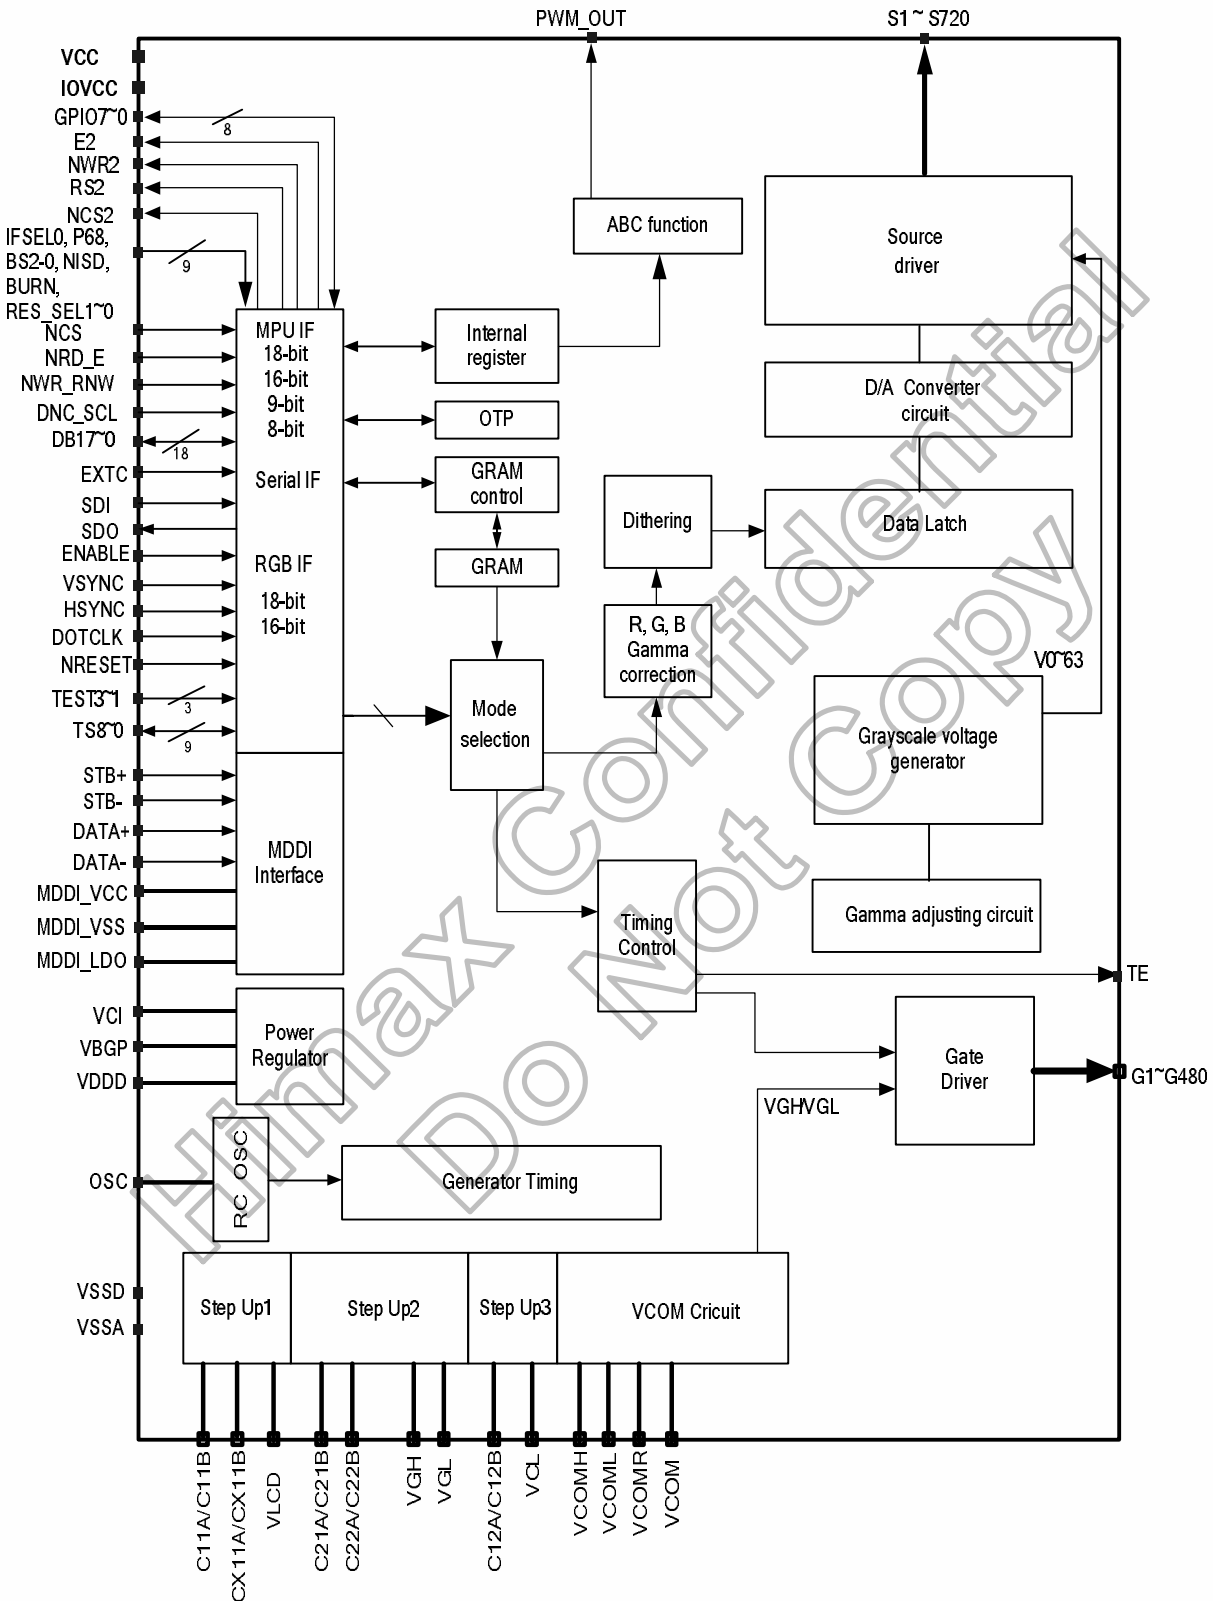 PWM_OUT
S1~S720
VCC
IOVCC
GPIO7~0
8
E2
NWR2
RS2
NCS2
IFSEL0, P68,
BS2-0, NISD,
BURN,
RES_SEL1~0
9
NCS
NRD_E
NWR_RNW
DNC_SCL
DB17~0
18
EXTC
SDI
SDO
ENABLE
VSYNC
HSYNC
DOTCLK
NRESET
TEST3~1
3
TS8~0
9
STB+
STB-
DATA+
DATA-
MDDI_VCC
MDDI_VSS
MDDI_LDO
VCI
VBGP
VDDD
OSC
VSSD
VSSA
MPU IF
18-bit
16-bit
9-bit
8-bit
Serial IF
RGB IF
18-bit
16-bit
MDDI
Interface
Power
Regulator
RC OSC
Generator Timing
Internal
register
OTP
GRAM
control
GRAM
Mode
selection
ABC function
Dithering
R, G, B
Gamma
correction
Timing
Control
Source
driver
D/A Converter
circuit
Data Latch
V0~63
Grayscale voltage
generator
Gamma adjusting circuit
TE
Gate
Driver
G1~G480
VGH/VGL
Step Up1
Step Up2
Step Up3
VCOM Cricuit
C11A/C11B
CX11A/CX11B
VLCD
C21A/C21B
C22A/C22B
VGH
VGL
C12A/C12B
VCL
VCOMH
VCOML
VCOMR
VCOM
Himax Confidential
Do Not Copy